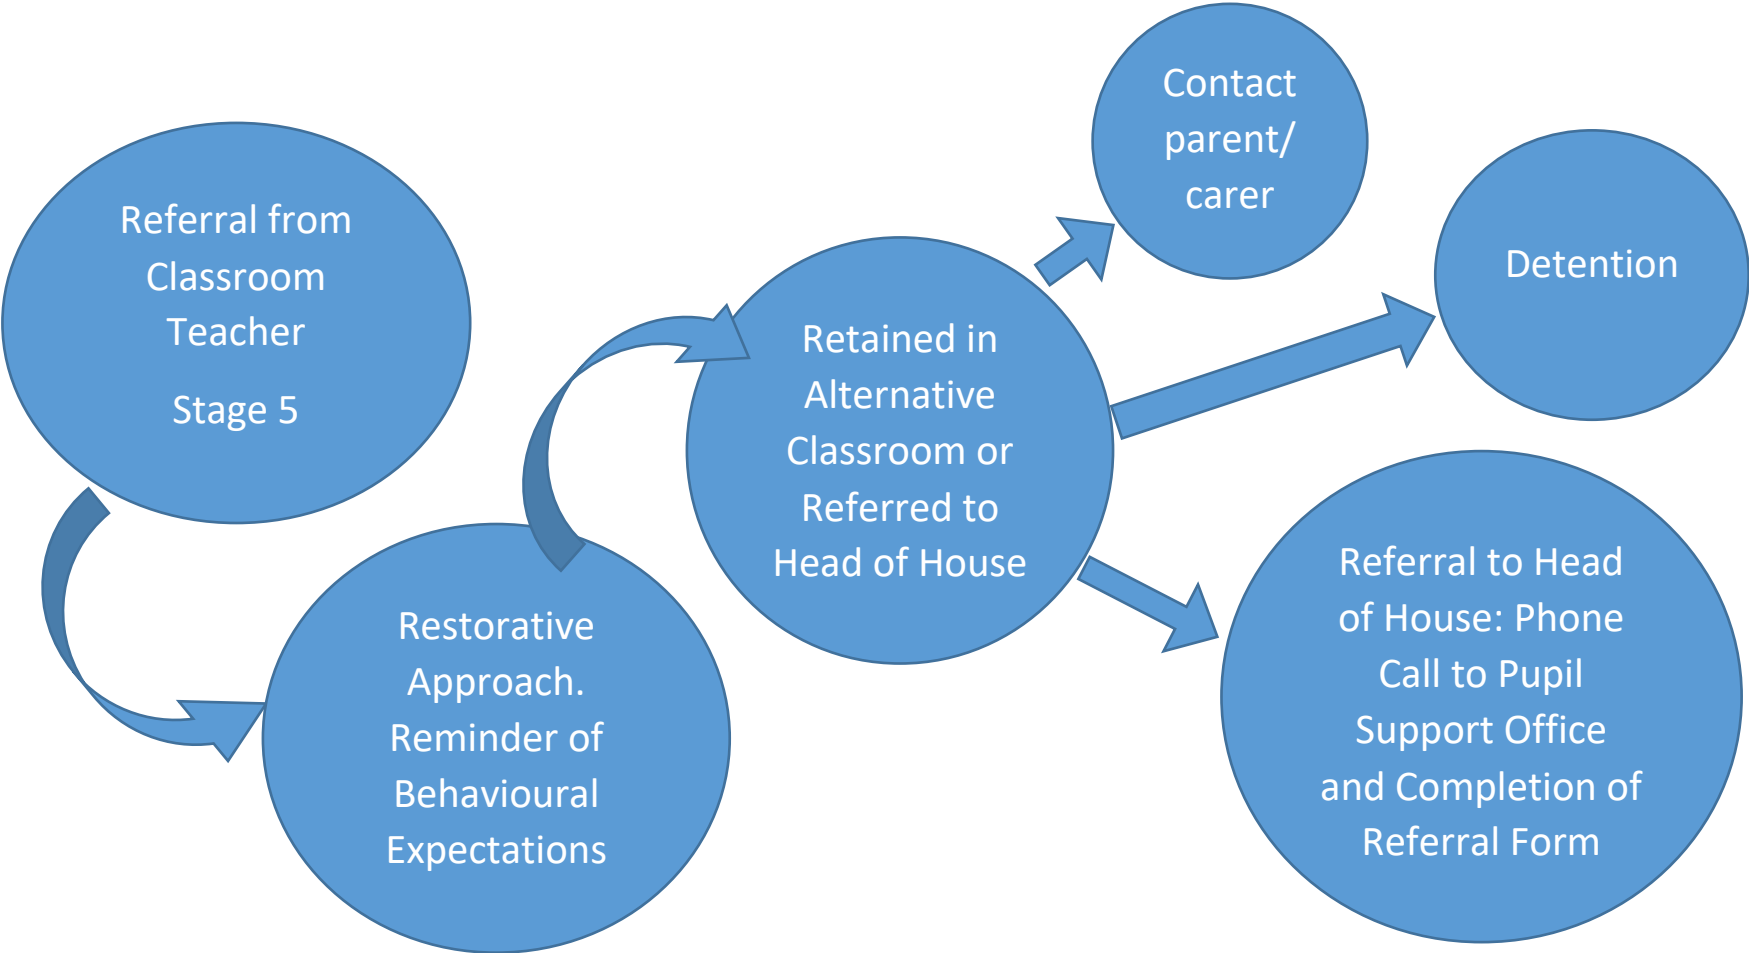 Referral from
Classroom
Teacher
Stage 5
Restorative
Approach.
Reminder of
Behavioural
Expectations
Retained in
Alternative
Classroom or
Referred to
Head of House
Contact
parent/
carer
Detention
Referral to Head
of House: Phone
Call to Pupil
Support Office
and Completion of
Referral Form